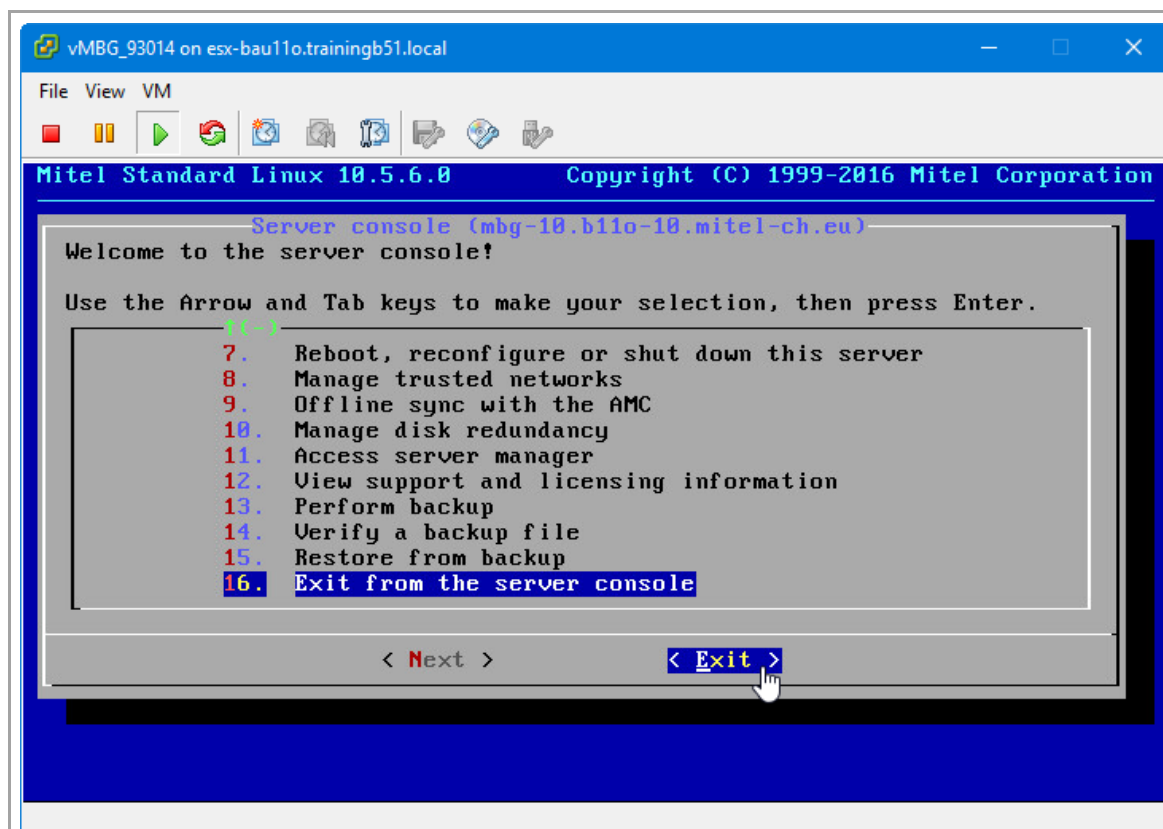 vMBG_93014 on esx-bau11o.trainingb51.local
File View VM
Mitel Standard Linux 10.5.6.0 Copyright (C) 1999-2016 Mitel Corporation
Server console (mbg-10.b11o-10.mitel-ch.eu)
Welcome to the server console!
Use the Arrow and Tab keys to make your selection, then press Enter.
↑(-)
7. Reboot, reconfigure or shut down this server
8. Manage trusted networks
9. Offline sync with the AMC
10. Manage disk redundancy
11. Access server manager
12. View support and licensing information
13. Perform backup
14. Verify a backup file
15. Restore from backup
16. Exit from the server console
< Next > < Exit >